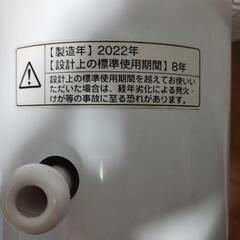 【製造年】2022年
【設計上の標準使用期間】8年
設計上の標準使用期間を越えてお使い
いただいた場合は、経年劣化による発火・
けが等の事故に至る恐れがあります。